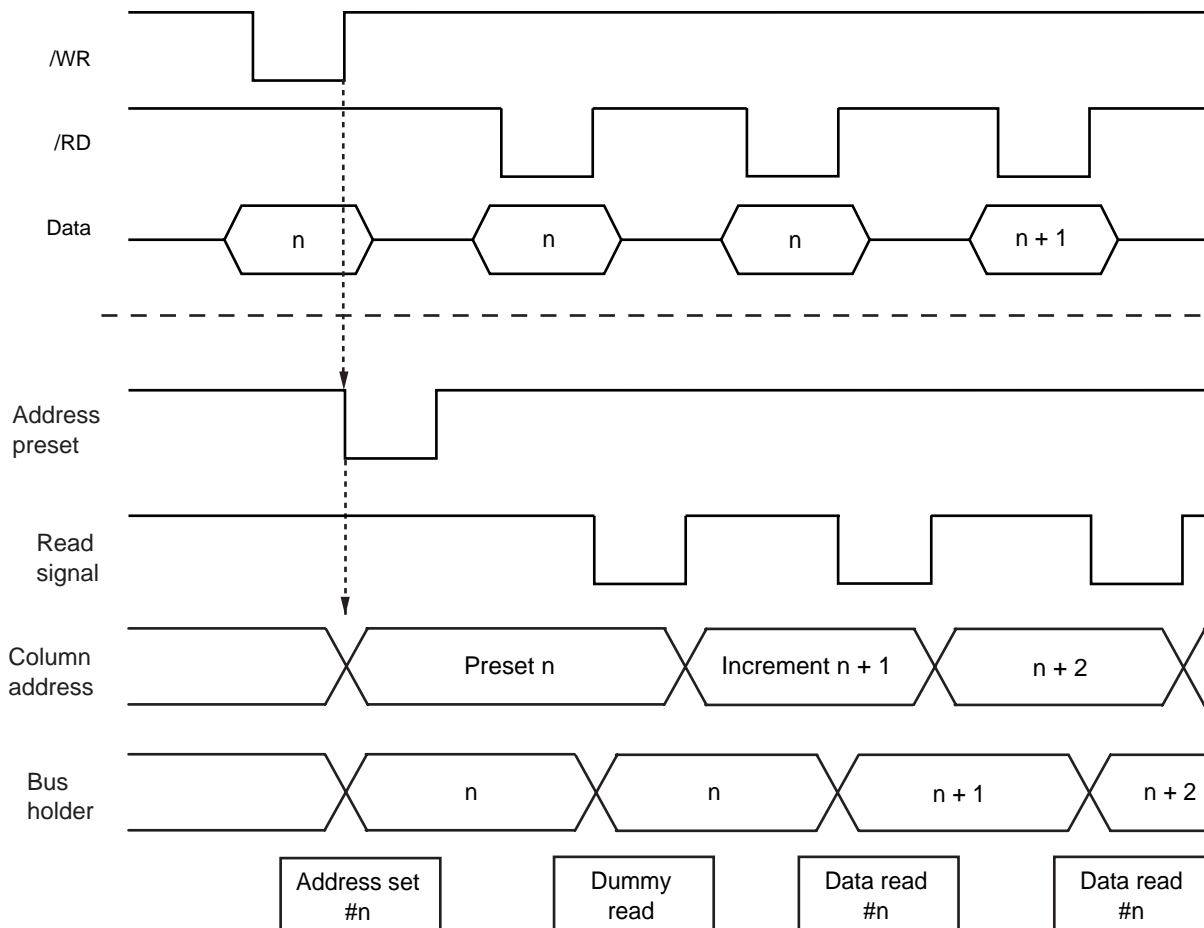 /WR
/RD
Data
n
n
n
n + 1
Address
preset
Read
signal
Column
address
Preset n
Increment n + 1
n + 2
Bus
holder
n
n
n + 1
n + 2
Address set
#n
Dummy
read
Data read
#n
Data read
#n